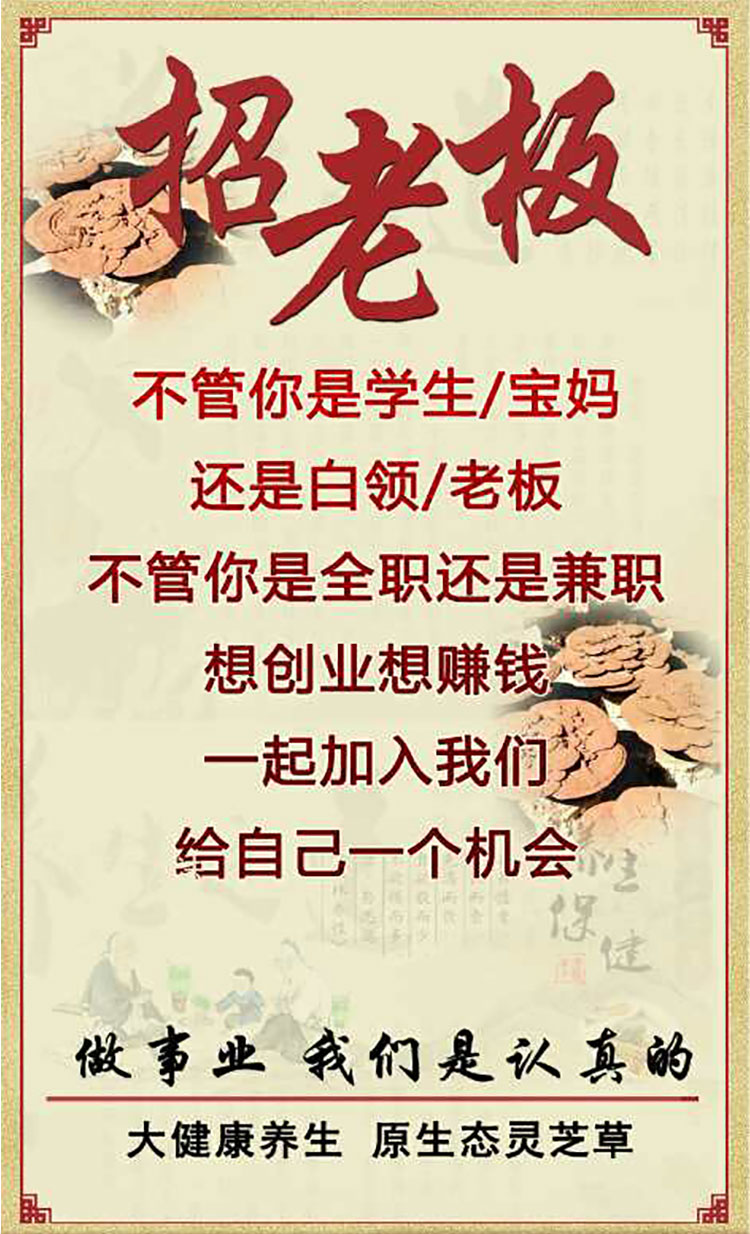 招老板
不管你是学生/宝妈
还是白领/老板
不管你是全职还是兼职
想创业想赚钱
一起加入我们
给自己一个机会
养生
保健
做事业 我们是认真的
大健康养生 原生态灵芝草